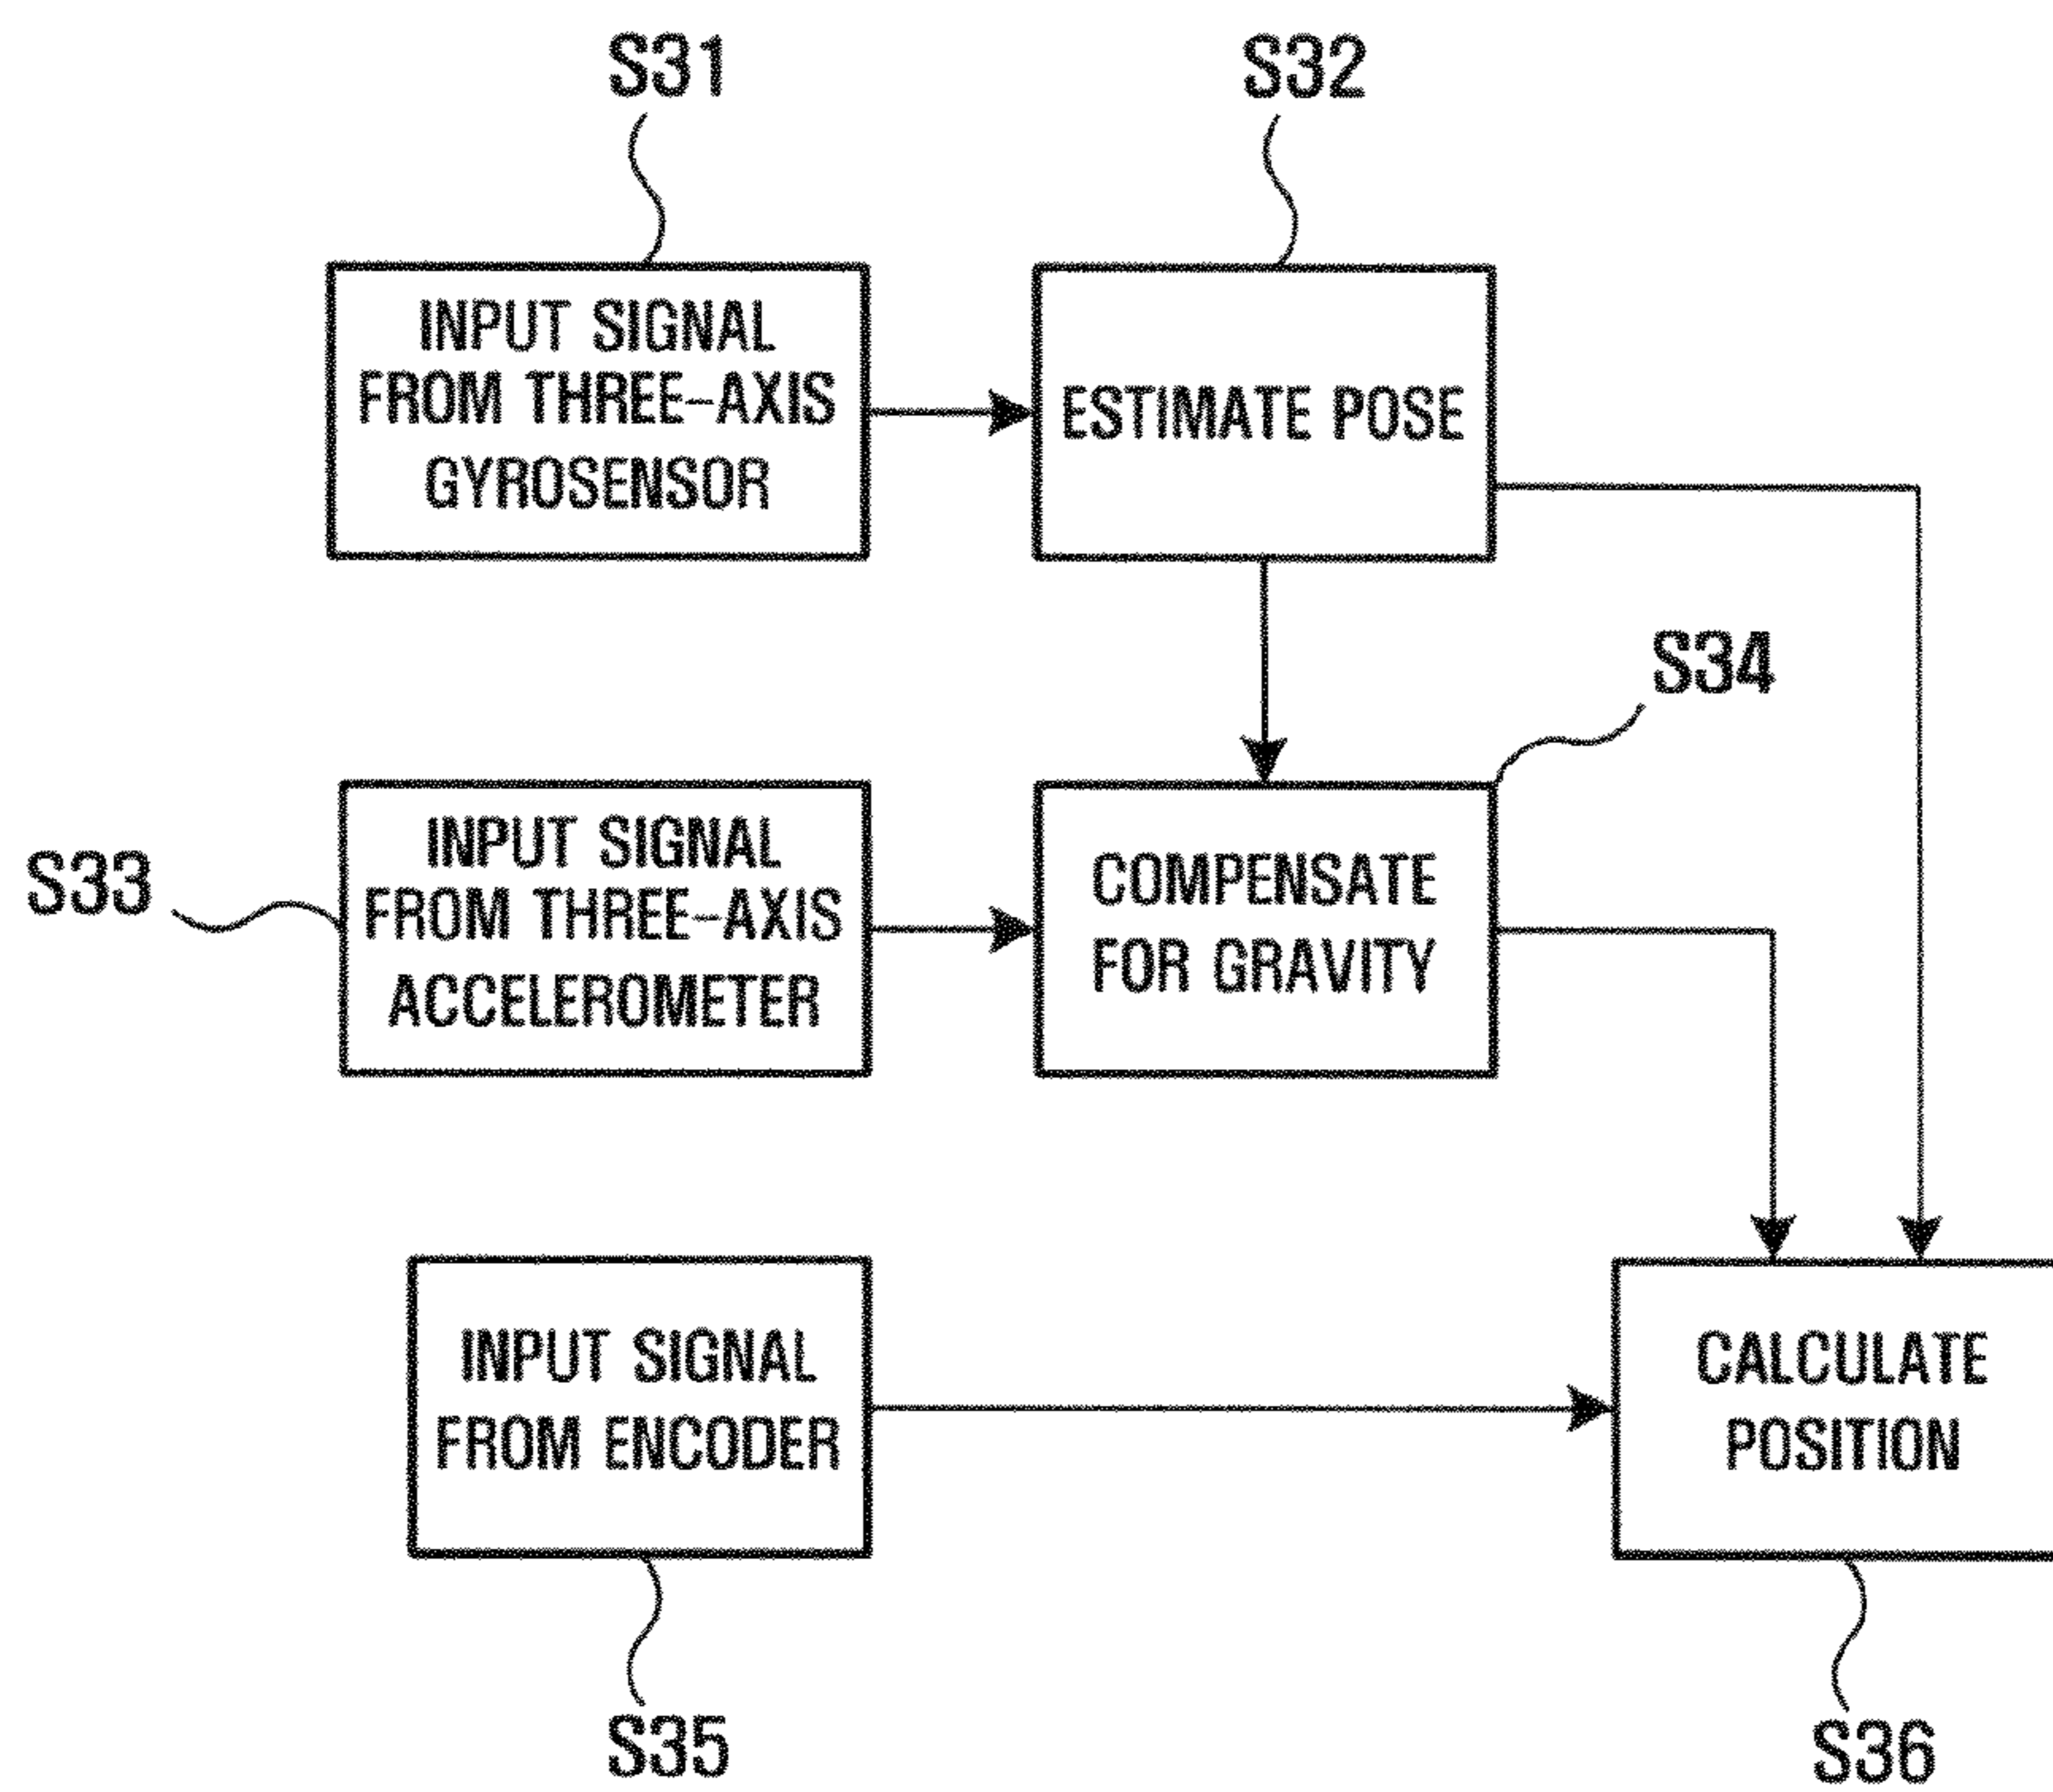 S31
S32
INPUT SIGNAL
FROM THREE-AXIS
GYROSENSOR
ESTIMATE POSE
S34
S33
INPUT SIGNAL
FROM THREE-AXIS
ACCELEROMETER
COMPENSATE
FOR GRAVITY
INPUT SIGNAL
FROM ENCODER
CALCULATE
POSITION
S35
S36